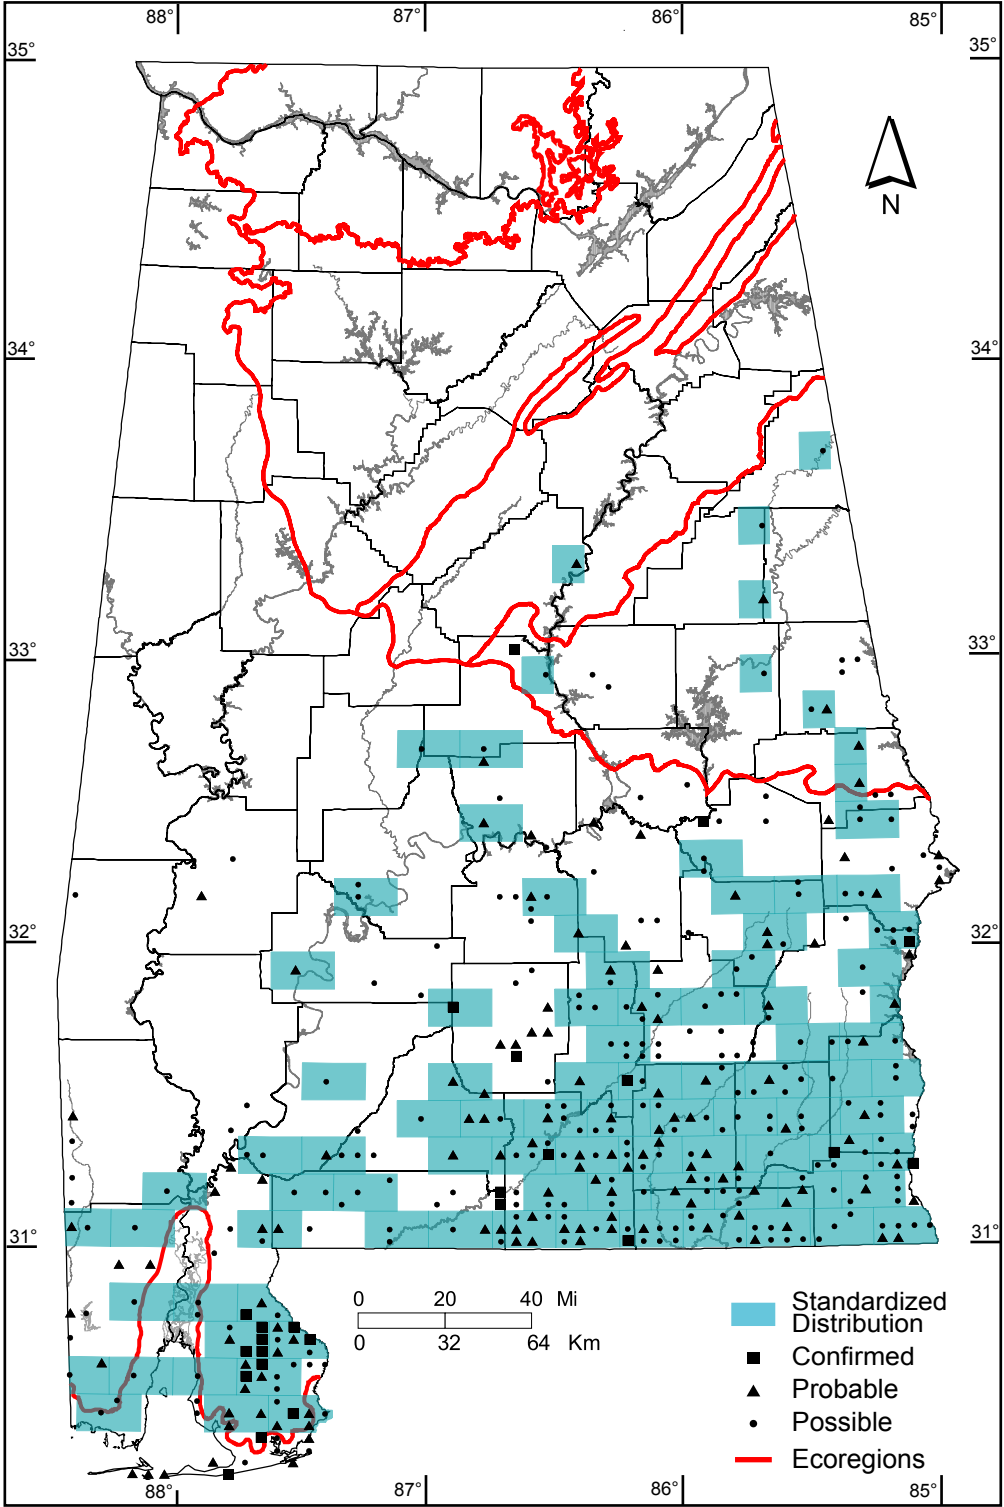 88° 87° 86° 85°
35° 35°
N
34° 34°
33° 33°
32° 32°
31° 31°
0 20 40 Mi
0 32 64 Km
Standardized
Distribution
Confirmed
Probable
Possible
Ecoregions
88° 87° 86° 85°